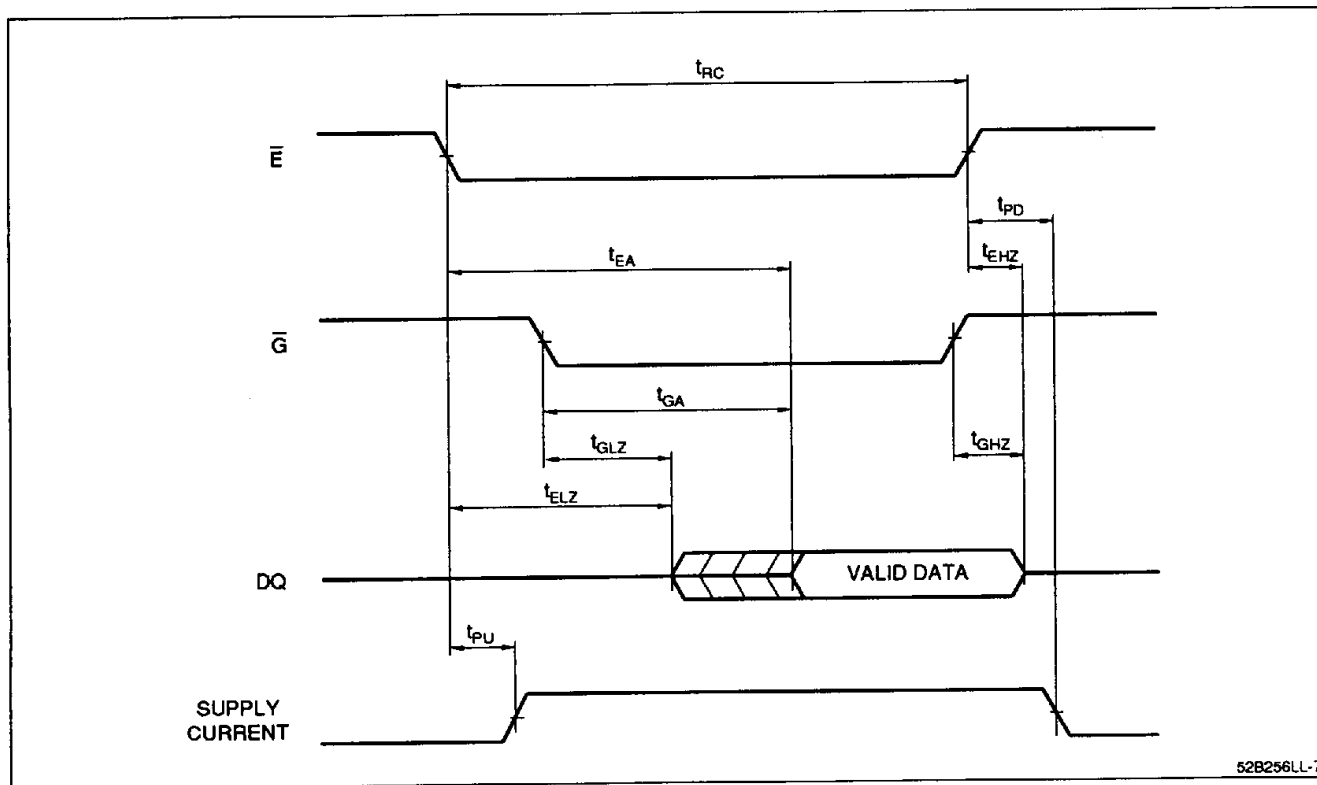 tRC
E̅
tPD
tEHZ
tEA
G̅
tGA
tGLZ
tGHZ
tELZ
DQ
VALID DATA
tPU
SUPPLY
CURRENT
52B256LL-7